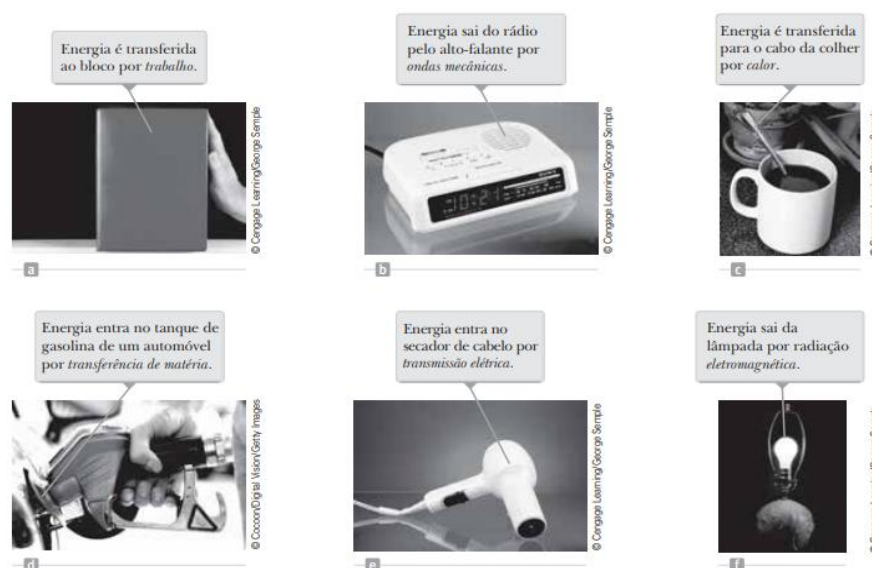 Energia é transferida
ao bloco por trabalho.
© Cengage Learning/George Semple
a
Energia sai do rádio
pelo alto-falante por
ondas mecânicas.
10:21
SONY
© Cengage Learning/George Semple
b
Energia é transferida
para o cabo da colher
por calor.
c
Energia entra no tanque de
gasolina de um automóvel
por transferência de matéria.
© Cocoon/Digital Vision/Getty Images
d
Energia entra no
secador de cabelo por
transmissão elétrica.
© Cengage Learning/George Semple
e
Energia sai da
lâmpada por radiação
eletromagnética.
f